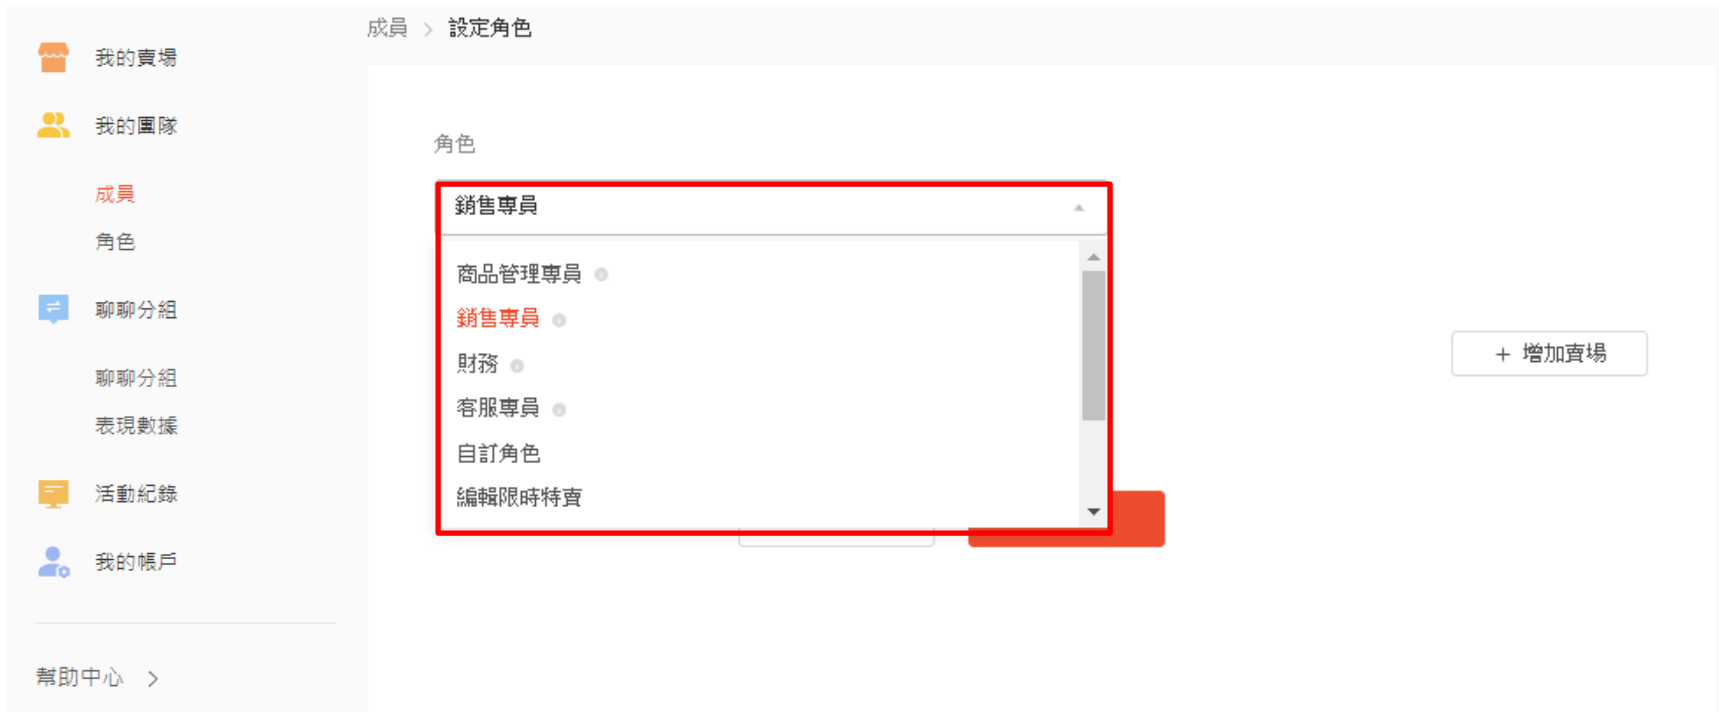 我的賣場
我的團隊
成員
角色
聊聊分組
聊聊分組
表現數據
活動紀錄
我的帳戶
幫助中心 >
成員 > 設定角色
角色
銷售專員
商品管理專員
銷售專員
財務
客服專員
自訂角色
編輯限時特賣
+ 增加賣場